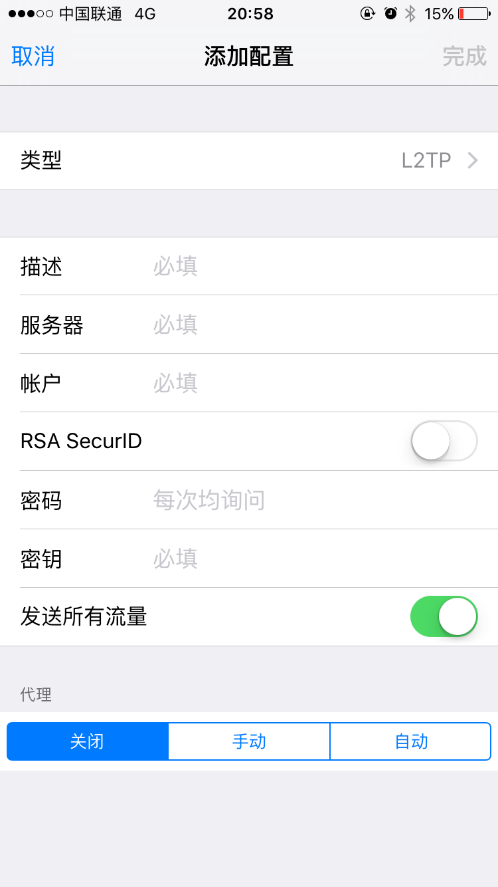 中国联通 4G 20:58 15%
取消 添加配置 完成
类型 L2TP
描述 必填
服务器 必填
帐户 必填
RSA SecurID
密码 每次均询问
密钥 必填
发送所有流量
代理
关闭 手动 自动